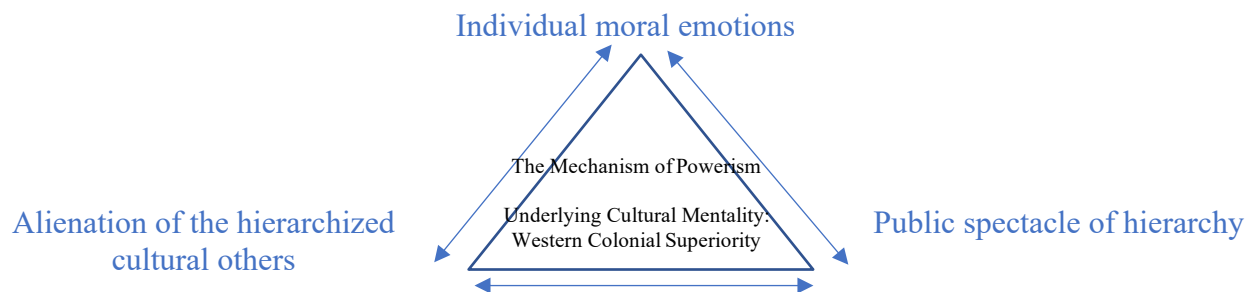 Individual moral emotions
The Mechanism of Powerism
Alienation of the hierarchized
cultural others
Underlying Cultural Mentality:
Western Colonial Superiority
Public spectacle of hierarchy